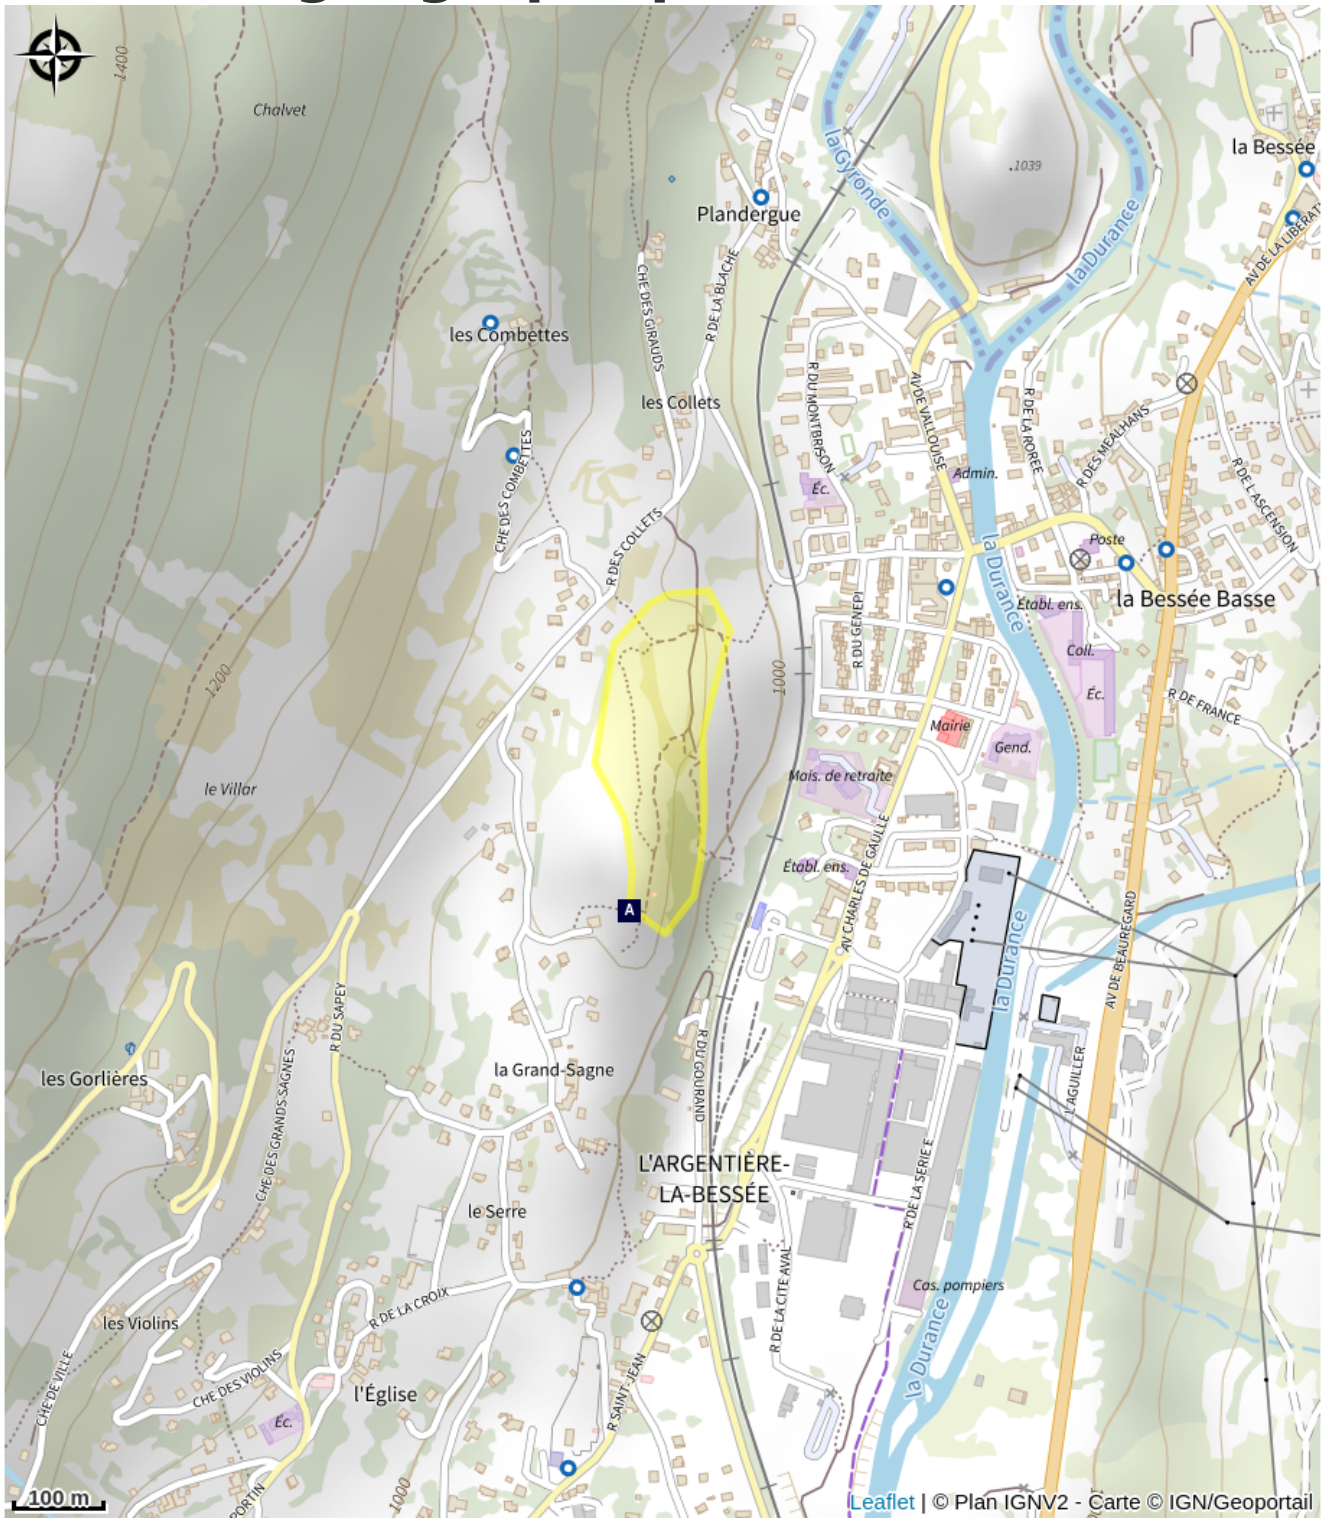 1400
Chalvet
la Bessée
.1039
la Gyronde
Plandergue
la Durance
AV DE LA LIBERAT
CHE DES GIRAUDS
R DE LA BLACHE
les Combettes
les Collets
R DU MONTBRISON
AV DE VALLOUISE
R DE LA ROREE
R DES MEALHANS
R DE L'ASCENSION
CHE DES COMBETTES
Admin.
Éc.
R DES COLLETS
Poste
la Durance
la Bessée Basse
Établ. ens.
R DU GENEPI
Coll.
1200
1000
Éc.
R DE FRANCE
Mairie
Gend.
Mais. de retraite
le Villar
Établ. ens.
AV CHARLES DE GAULLE
A
la Durance
AV DE BEAUREGARD
R DU SAPEY
les Gorlières
la Grand-Sagne
R DU GOURAND
L'AGUILLER
CHE DES GRANDS SAGNES
L'ARGENTIÈRE-
LA-BESSÉE
R DE LA SERIE E
le Serre
Cas. pompiers
R DE LA CITE AVAL
R DE LA CROIX
les Violins
la Durance
CHE DE VILLE
CHE DES VIOLINS
l'Église
R SAINT-JEAN
Éc.
PORTIN
1000
100 m
Leaflet | © Plan IGNV2 - Carte © IGN/Geoportail